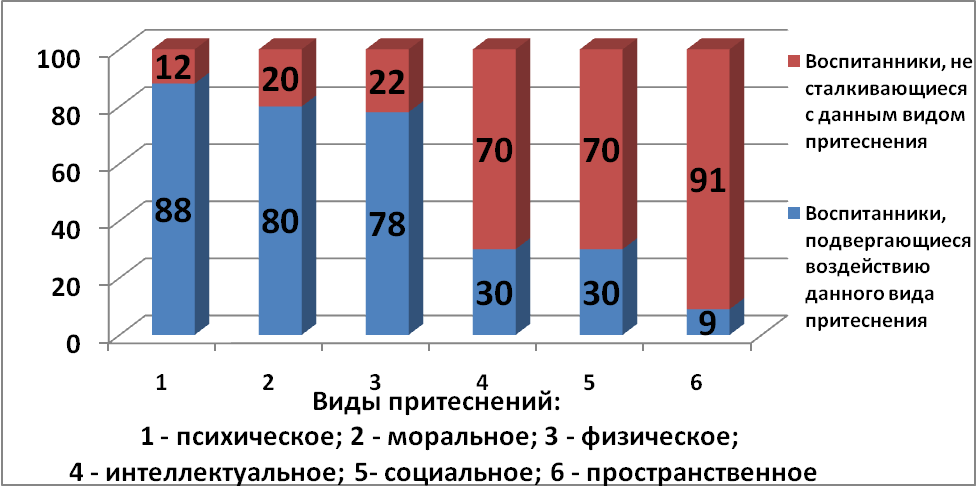 100
80
60
40
20
0
12
20
22
70
70
91
88
80
78
30
30
9
1 2 3 4 5 6
Воспитанники, не
сталкивающиеся
с данным видом
притеснения
Воспитанники,
подвергающиеся
воздействию
данного вида
притеснения
Виды притеснений:
1 - психическое; 2 - моральное; 3 - физическое;
4 - интеллектуальное; 5- социальное; 6 - пространственное